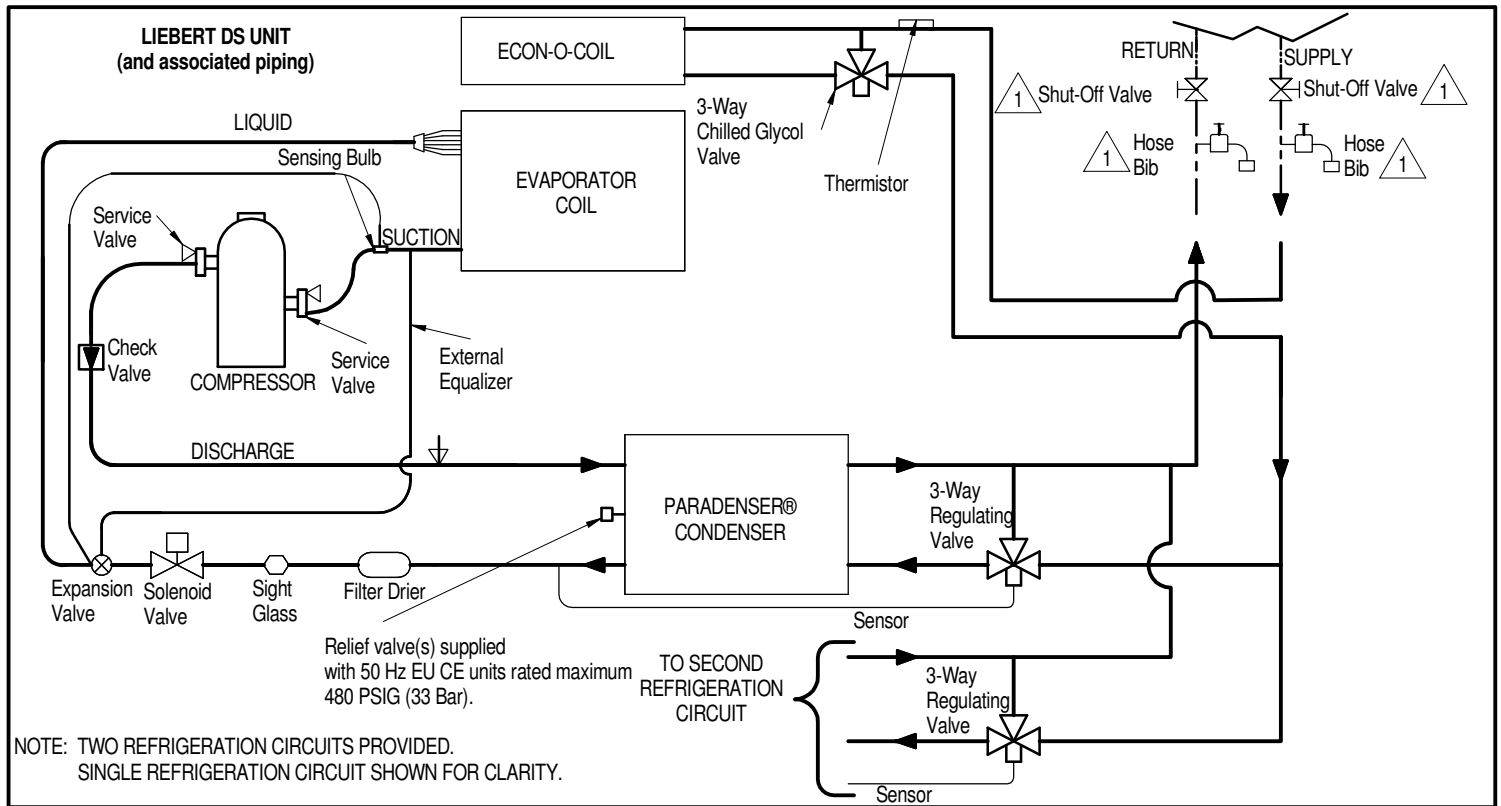 LIEBERT DS UNIT
(and associated piping)
ECON-O-COIL
RETURN
SUPPLY
1
Shut-Off Valve
Shut-Off Valve
1
3-Way
Chilled Glycol
Valve
Thermistor
1
Hose
Bib
Hose
Bib
1
LIQUID
Sensing Bulb
EVAPORATOR
COIL
Service
Valve
SUCTION
Check
Valve
COMPRESSOR
Service
Valve
External
Equalizer
DISCHARGE
PARADENSER®
CONDENSER
3-Way
Regulating
Valve
Expansion
Valve
Solenoid
Valve
Sight
Glass
Filter Drier
Sensor
Relief valve(s) supplied
with 50 Hz EU CE units rated maximum
480 PSIG (33 Bar).
TO SECOND
REFRIGERATION
CIRCUIT
3-Way
Regulating
Valve
Sensor
NOTE: TWO REFRIGERATION CIRCUITS PROVIDED.
SINGLE REFRIGERATION CIRCUIT SHOWN FOR CLARITY.